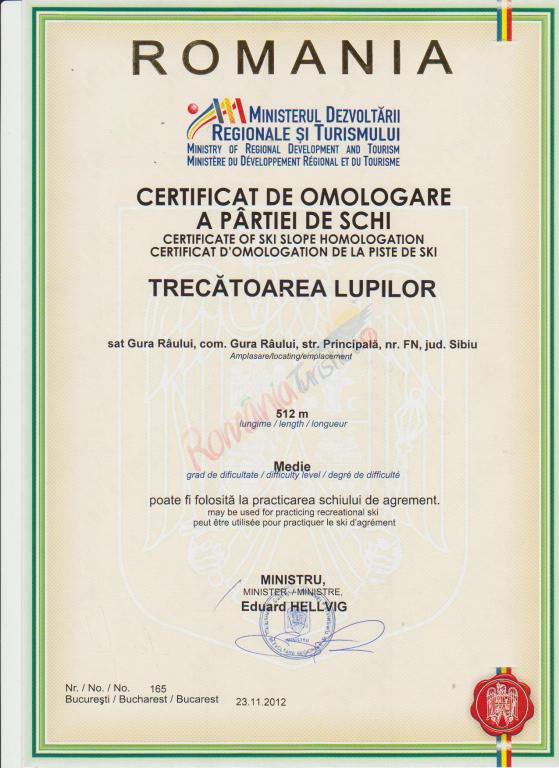 ROMANIA
MINISTERUL DEZVOLTĂRII
REGIONALE ȘI TURISMULUI
MINISTRY OF REGIONAL DEVELOPMENT AND TOURISM
MINISTÈRE DU DÉVELOPPEMENT RÉGIONAL ET DU TOURISME
CERTIFICAT DE OMOLOGARE
A PÂRTIEI DE SCHI
CERTIFICATE OF SKI SLOPE HOMOLOGATION
CERTIFICAT D'OMOLOGATION DE LA PISTE DE SKI
TRECĂTOAREA LUPILOR
sat Gura Râului, com. Gura Râului, str. Principală, nr. FN, jud. Sibiu
Amplasare/locating/emplacement
RomâniaTurism
512 m
lungime / length / longueur
Medie
grad de dificultate / difficulty level / degré de difficulté
poate fi folosită la practicarea schiului de agrement.
may be used for practicing recreational ski
peut être utilisée pour practiquer le ski d'agrément
MINISTRU,
MINISTER, / MINISTRE,
Eduard HELLVIG
Nr. / No. / No. 165
București / Bucharest / Bucarest 23.11.2012